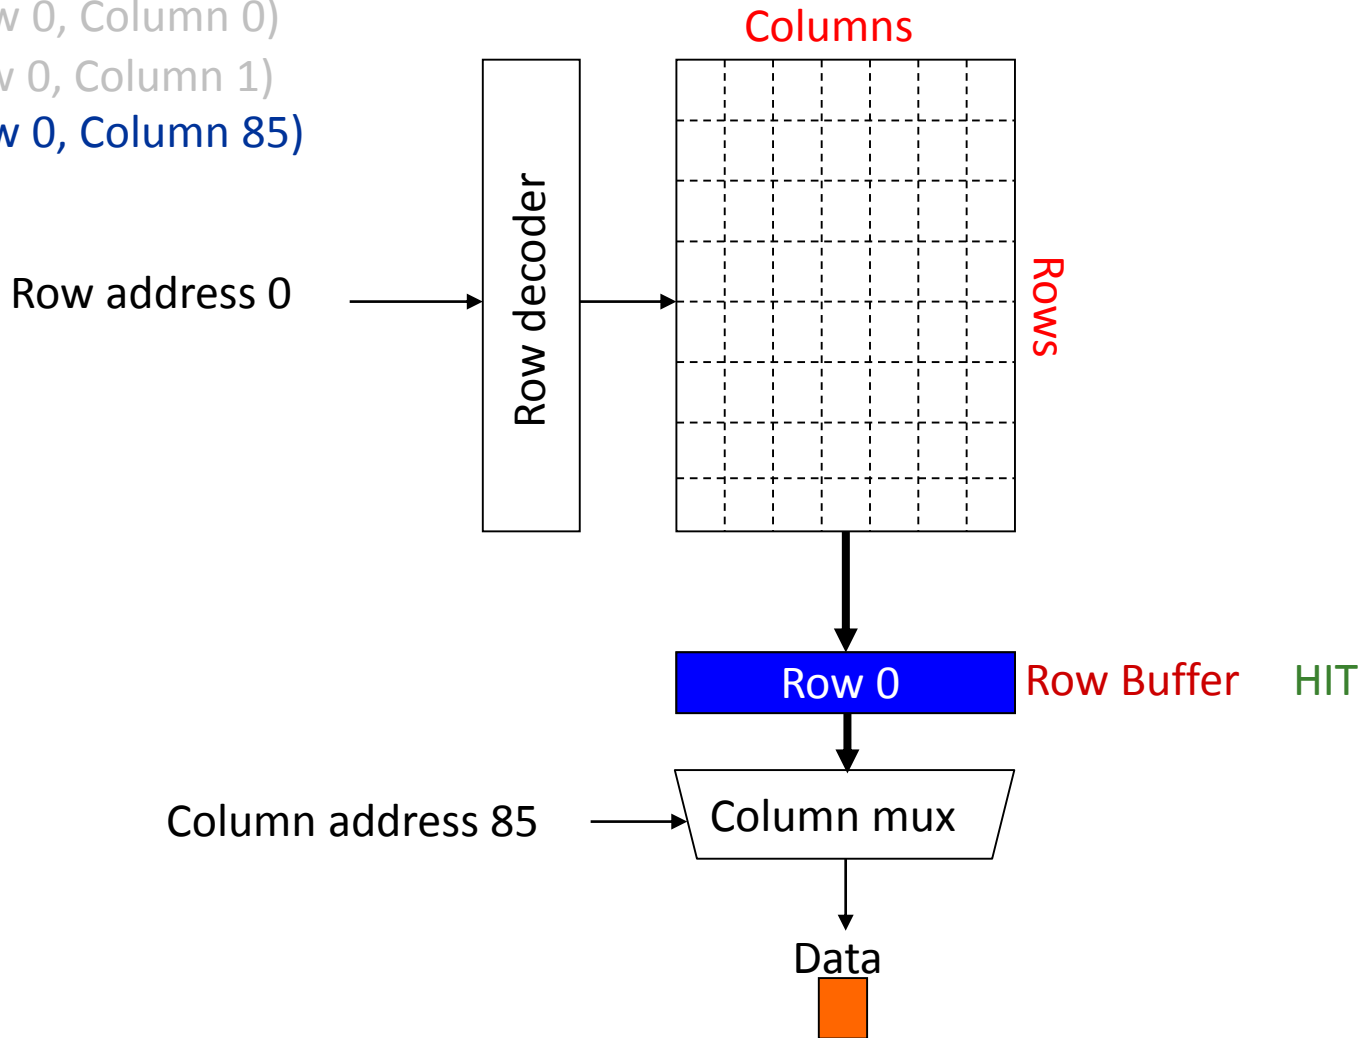 w 0, Column 0)
w 0, Column 1)
w 0, Column 85)
Columns
Row decoder
Row address 0
Rows
Row 0
Row Buffer
HIT
Column address 85
Column mux
Data